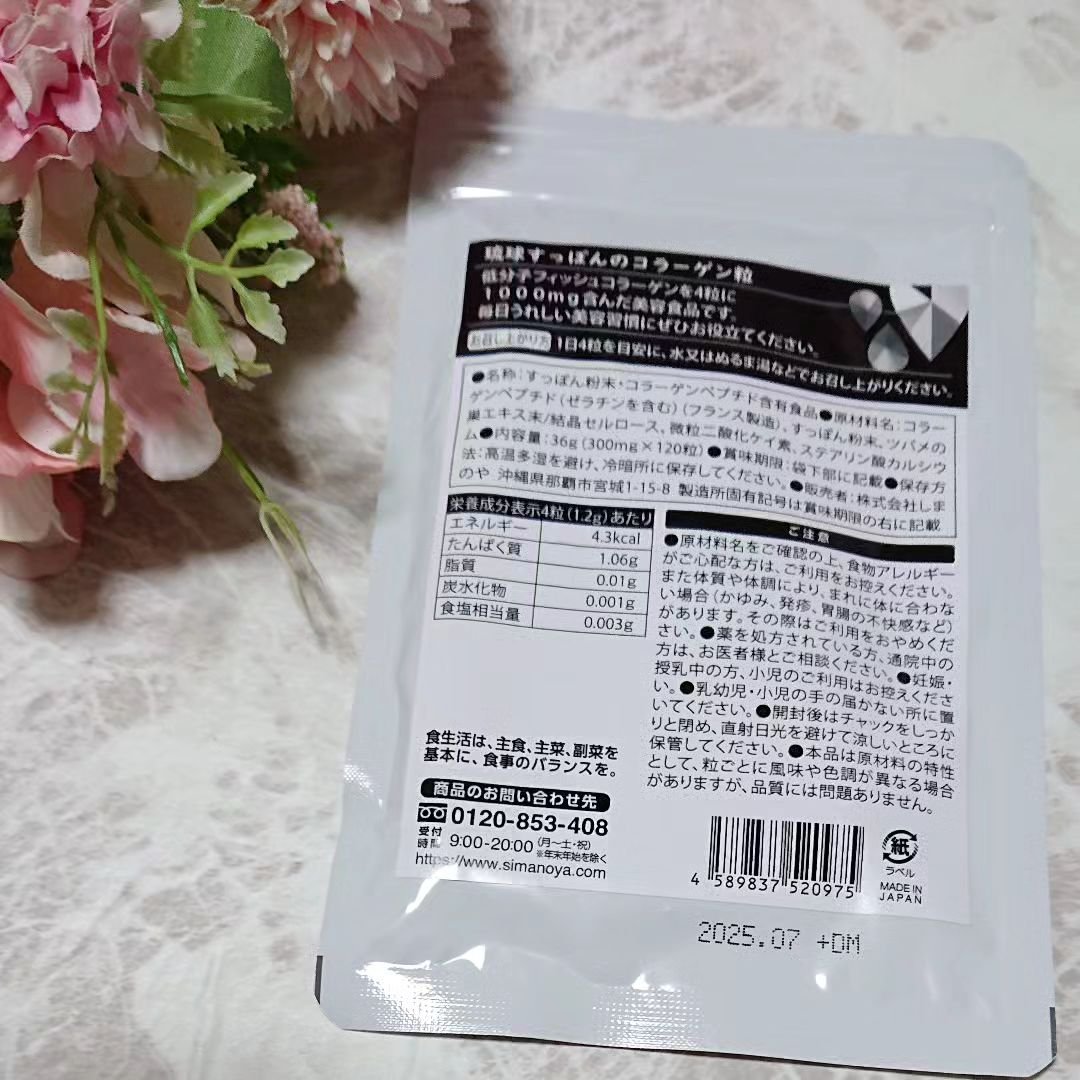 琉球すっぽんのコラーゲン粒
低分子フィッシュコラーゲンを4粒に
1000mg含んだ美容食品です。
毎日うれしい美容習慣にぜひお役立てください。
お召し上がり方 1日4粒を目安に、水又はぬるま湯などでお召し上がりください。
●名称：すっぽん粉末・コラーゲンペプチド含有食品●原材料名：コラー
ゲンペプチド（ゼラチンを含む）（フランス製造）、すっぽん粉末、ツバメの
巣エキス末/結晶セルロース、微粒二酸化ケイ素、ステアリン酸カルシウ
ム●内容量：36g（300mg×120粒）●賞味期限：袋下部に記載●保存方
法：高温多湿を避け、冷暗所に保存してください。●販売者：株式会社しま
のや 沖縄県那覇市宮城1-15-8 製造所固有記号は賞味期限の右に記載
栄養成分表示4粒（1.2g）あたり
エネルギー 4.3kcal
たんぱく質 1.06g
脂質 0.01g
炭水化物 0.001g
食塩相当量 0.003g
ご注意
●原材料名をご確認の上、食物アレルギー
がご心配な方は、ご利用をお控えください。
また体質や体調により、まれに体に合わな
い場合（かゆみ、発疹、胃腸の不快感など）
があります。その際はご利用をおやめくだ
さい。●薬を処方されている方、通院中の
方は、お医者様とご相談ください。●妊娠・
授乳中の方、小児のご利用はお控えくださ
い。●乳幼児・小児の手の届かない所に置
いてください。●開封後はチャックをしっか
りと閉め、直射日光を避けて涼しいところに
保管してください。●本品は原材料の特性
として、粒ごとに風味や色調が異なる場合
がありますが、品質には問題ありません。
食生活は、主食、主菜、副菜を
基本に、食事のバランスを。
商品のお問い合わせ先
0120-853-408
受付時間 9:00-20:00（月〜土・祝）
※年末年始を除く
https://www.simanoya.com
4 589837 520975
紙
ラベル
MADE IN
JAPAN
2025.07 +DM